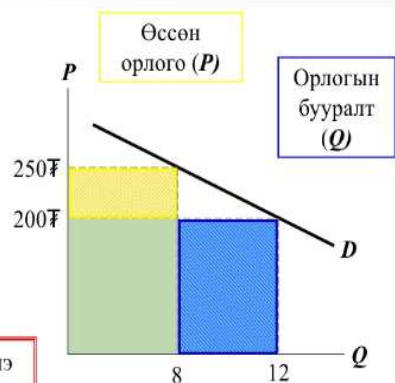 Өссөн
орлого (P)
Орлогын
бууралт
(Q)
P
250₮
200₮
D
Q
8
12